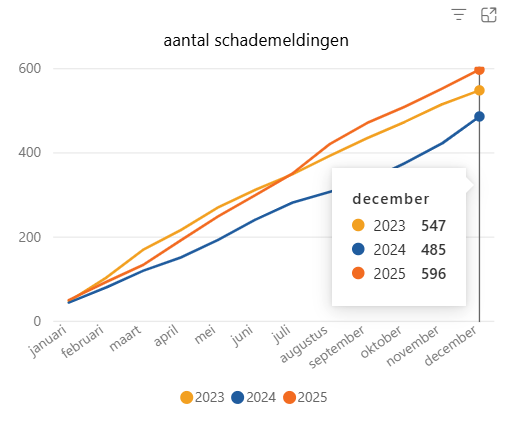 aantal schademeldingen
600
400
200
0
december
2023 547
2024 485
2025 596
januari
februari
maart
april
mei
juni
juli
augustus
september
oktober
november
december
2023 2024 2025